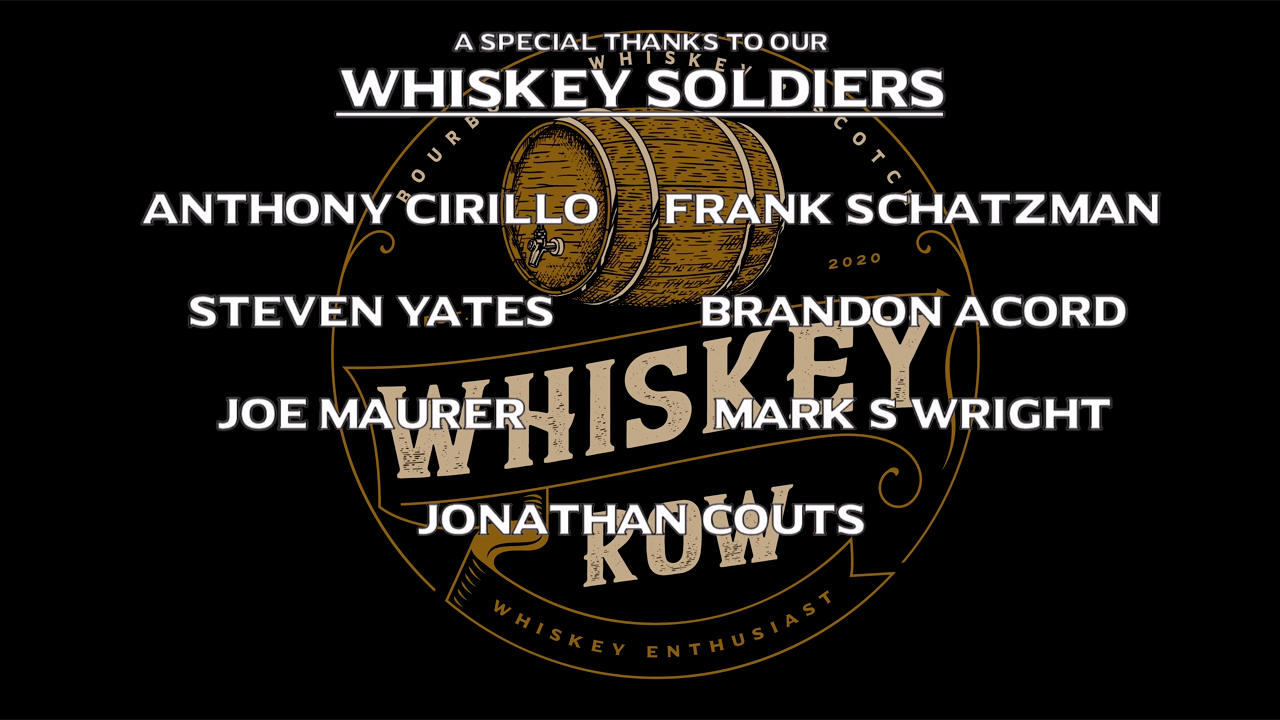 A SPECIAL THANKS TO OUR
WHISKEY
WHISKEY SOLDIERS
BOURBON
SCOTCH
ANTHONY CIRILLO FRANK SCHATZMAN
2020
STEVEN YATES BRANDON ACORD
WHISKEY
JOE MAURER MARK S WRIGHT
ROW
JONATHAN COUTS
WHISKEY ENTHUSIAST